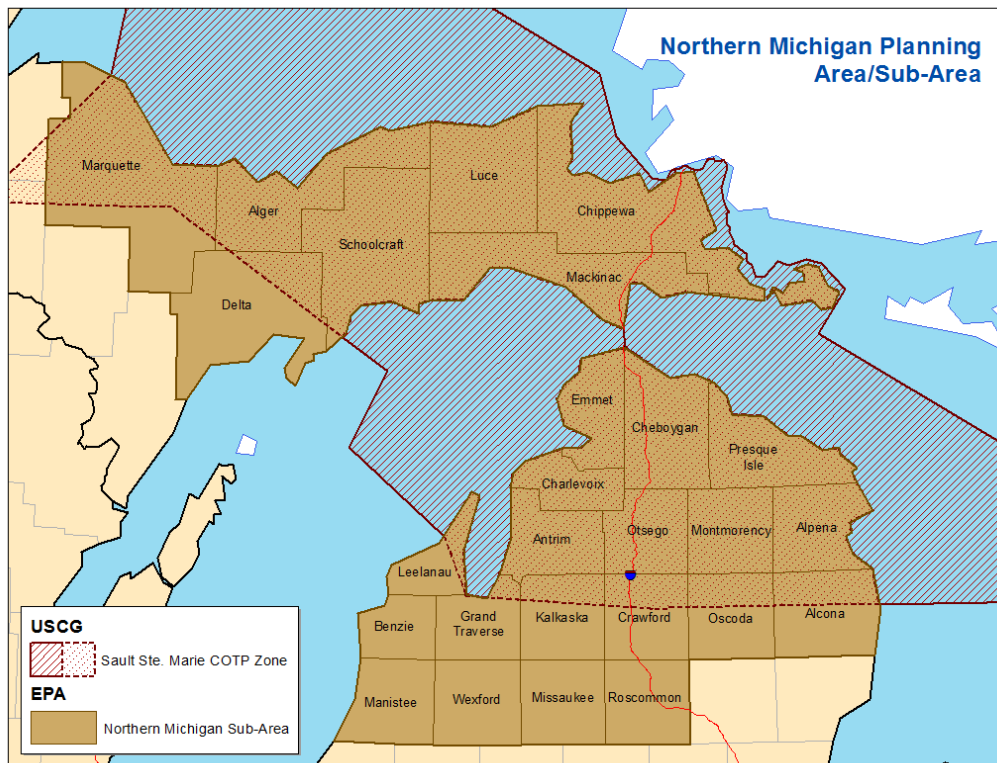 Northern Michigan Planning
Area/Sub-Area
Marquette
Alger
Luce
Chippewa
Schoolcraft
Mackinac
Delta
Emmet
Cheboygan
Presque
Isle
Charlevoix
Antrim
Otsego
Montmorency
Alpena
Leelanau
Benzie
Grand
Traverse
Kalkaska
Crawford
Oscoda
Alcona
Manistee
Wexford
Missaukee
Roscommon
USCG
Sault Ste. Marie COTP Zone
EPA
Northern Michigan Sub-Area